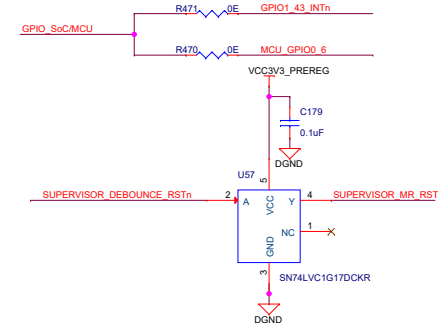 R471 0E GPIO1_43_INTn
GPIO_SoC/MCU
R470 0E MCU_GPIO0_6
VCC3V3_PREREG
C179
0.1uF
DGND
U57
5
SUPERVISOR_DEBOUNCE_RSTn 2 A VCC Y 4 SUPERVISOR_MR_RST
NC 1
GND
3
SN74LVC1G17DCKR
DGND